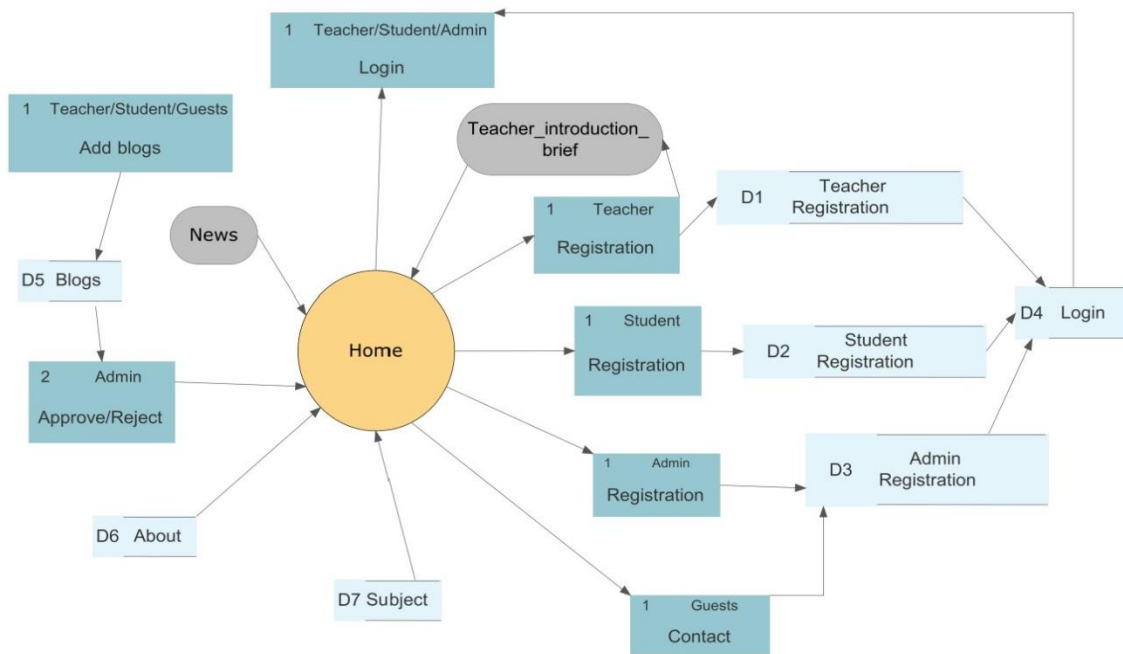 1 Teacher/Student/Admin
Login
1 Teacher/Student/Guests
Add blogs
Teacher_introduction_
brief
D1 Teacher
Registration
1 Teacher
Registration
News
D5 Blogs
D4 Login
1 Student
Registration
D2 Student
Registration
Home
2 Admin
Approve/Reject
1 Admin
Registration
D3 Admin
Registration
D6 About
D7 Subject
1 Guests
Contact